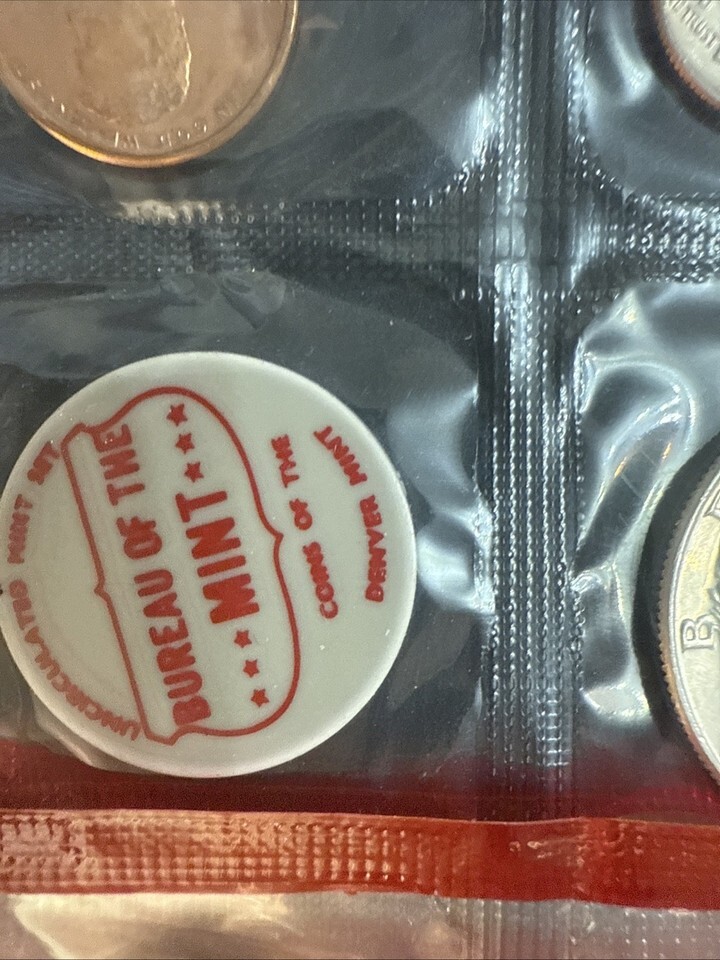 UNCIRCULATED MINT SET
BUREAU OF THE
MINT
COINS OF THE
DENVER MINT
B